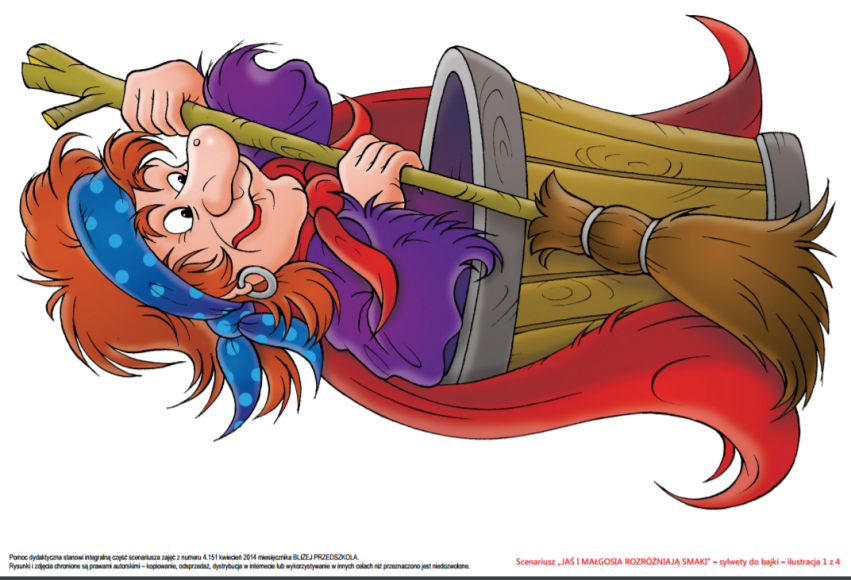 Pomoc dydaktyczna stanowi integralną część scenariusza zajęć z numeru 4.151 kwiecień 2014 miesięcznika BLIŻEJ PRZEDSZKOLA.
Rysunki i zdjęcia chronione są prawami autorskimi – kopiowanie, odsprzedaż, dystrybucja w internecie lub wykorzystywanie w innych celach niż przeznaczono jest niedozwolone.
Scenariusz „JAŚ I MAŁGOSIA ROZRÓŻNIAJĄ SMAKI” – sylwety do bajki – ilustracja 1 z 4